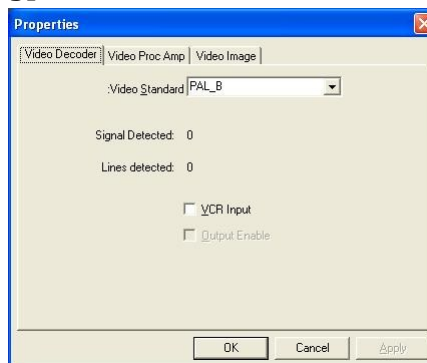 Properties
Video Decoder Video Proc Amp Video Image
:Video Standard PAL_B
Signal Detected: 0
Lines detected: 0
VCR Input
Output Enable
OK Cancel Apply